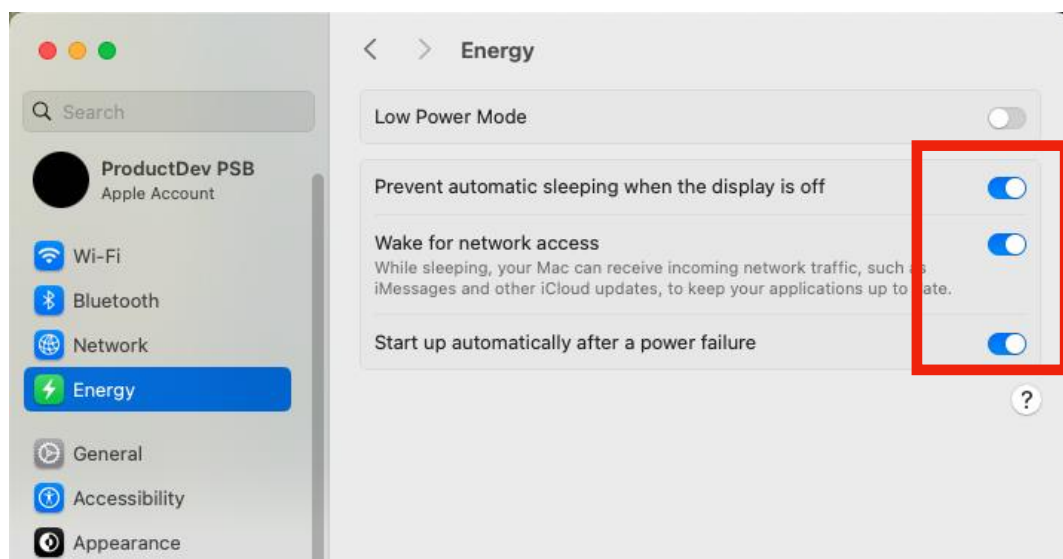 Energy
Search
ProductDev PSB
Apple Account
Wi-Fi
Bluetooth
Network
Energy
General
Accessibility
Appearance
Low Power Mode
Prevent automatic sleeping when the display is off
Wake for network access
While sleeping, your Mac can receive incoming network traffic, such as
iMessages and other iCloud updates, to keep your applications up to date.
Start up automatically after a power failure
?